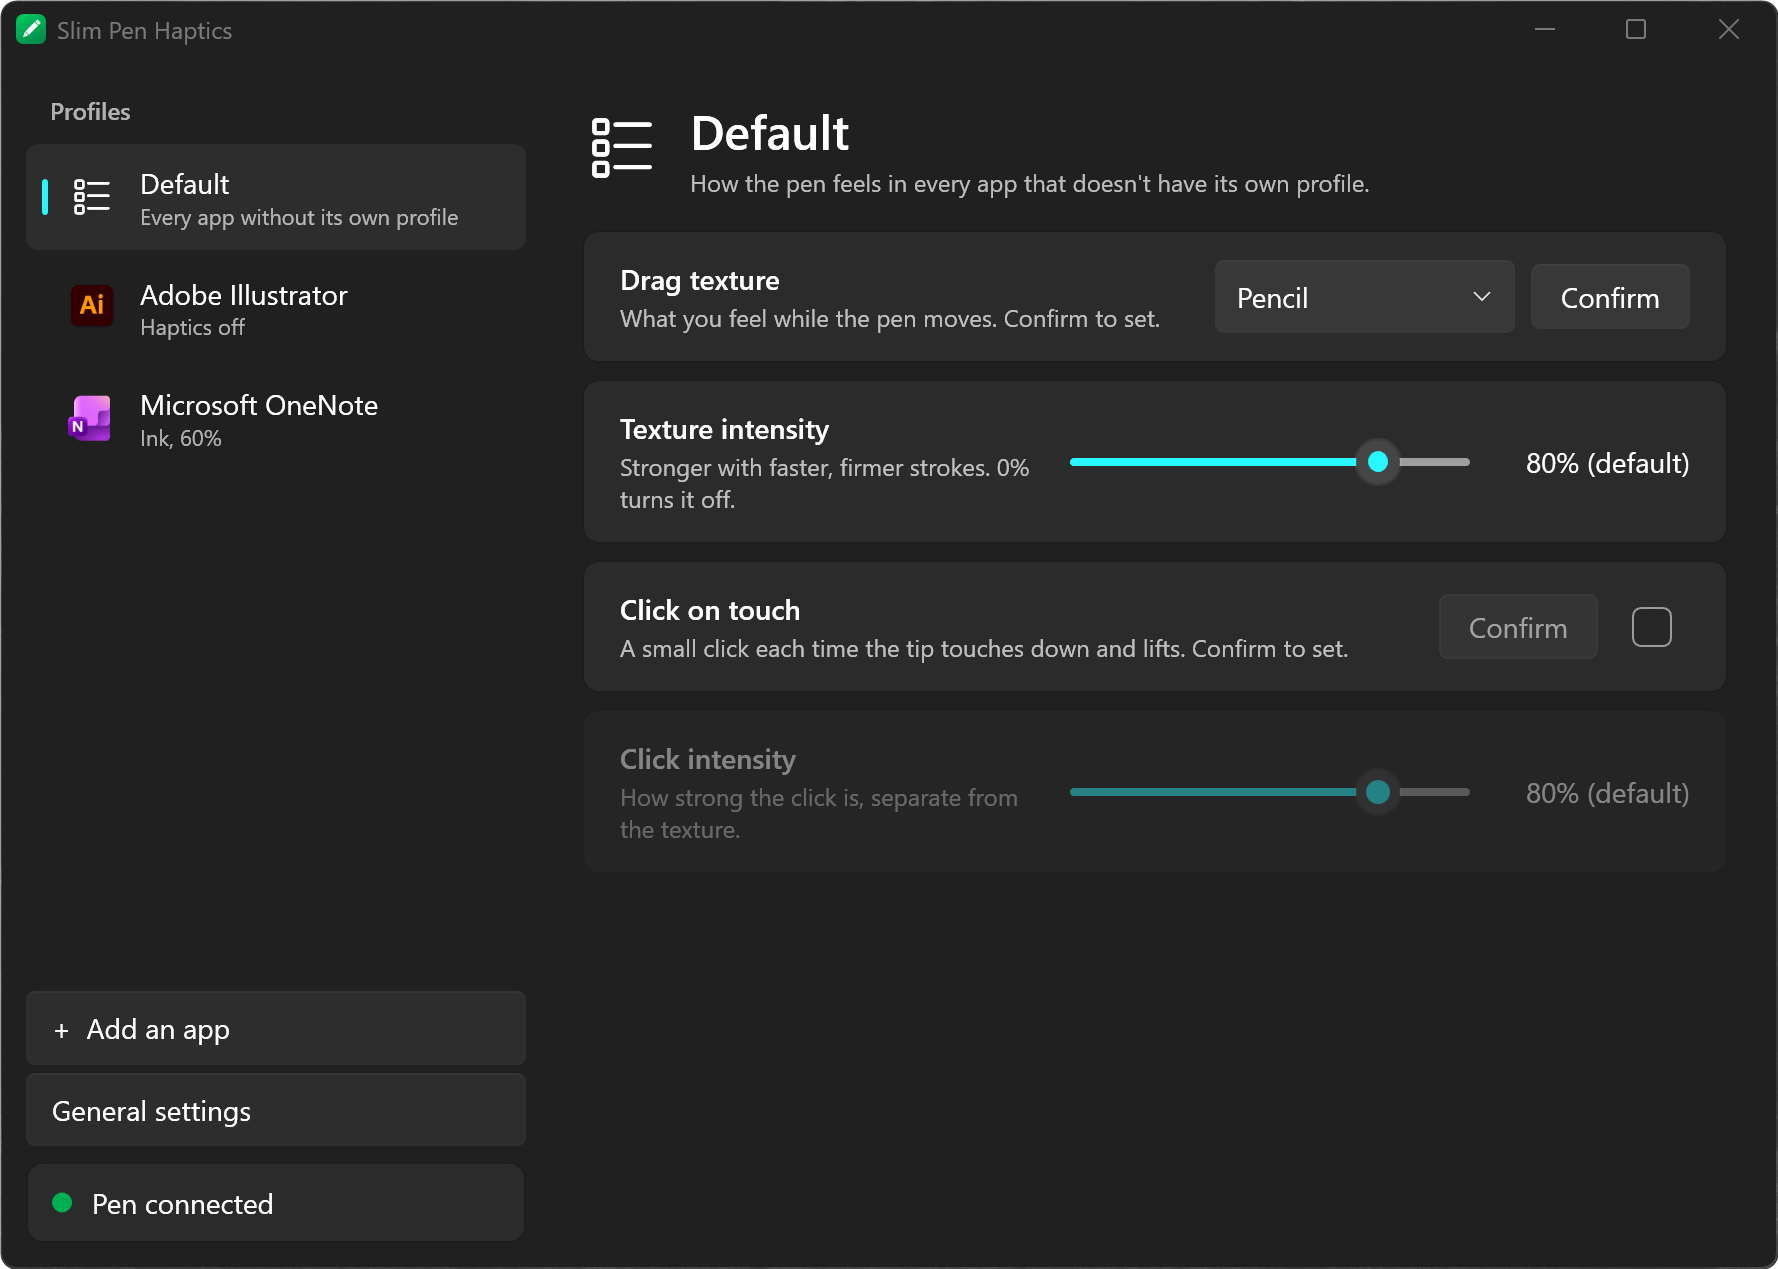 Slim Pen Haptics
Profiles
Default
Every app without its own profile
Ai
Adobe Illustrator
Haptics off
N
Microsoft OneNote
Ink, 60%
+ Add an app
General settings
Pen connected
Default
How the pen feels in every app that doesn't have its own profile.
Drag texture
What you feel while the pen moves. Confirm to set.
Pencil
Confirm
Texture intensity
Stronger with faster, firmer strokes. 0%
turns it off.
80% (default)
Click on touch
A small click each time the tip touches down and lifts. Confirm to set.
Confirm
Click intensity
How strong the click is, separate from
the texture.
80% (default)